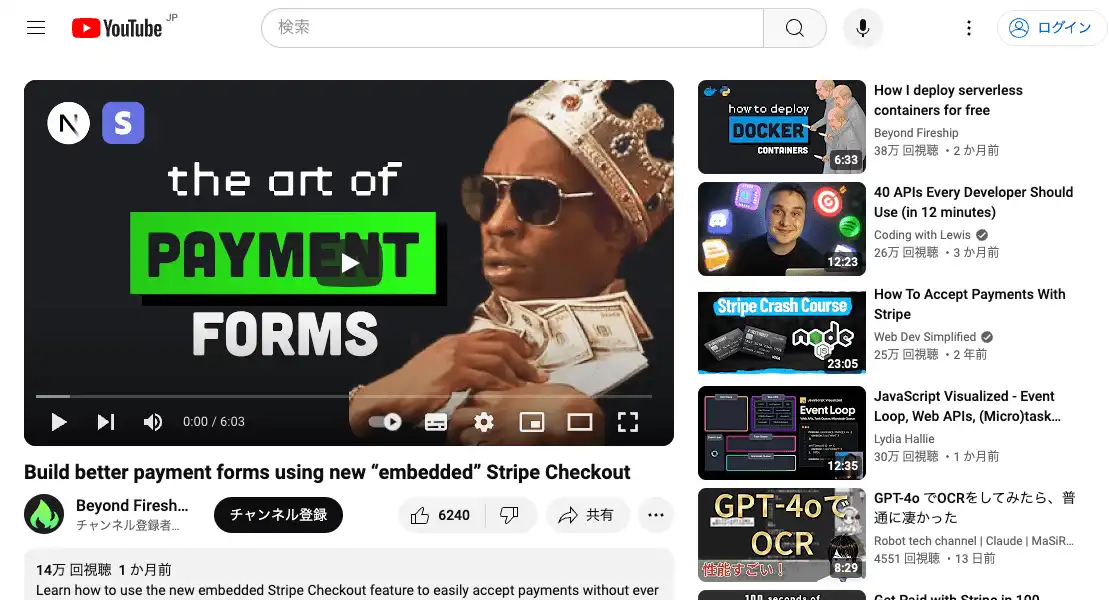 YouTube JP
検索
ログイン
N S
the art of
PAYMENT
FORMS
0:00 / 6:03
Build better payment forms using new “embedded” Stripe Checkout
Beyond Firesh...
チャンネル登録者...
チャンネル登録
6240
共有
14万 回視聴 1 か月前
Learn how to use the new embedded Stripe Checkout feature to easily accept payments without ever
how to deploy
DOCKER
CONTAINERS
6:33
How I deploy serverless
containers for free
Beyond Fireship
38万 回視聴 ・2 か月前
12:23
40 APIs Every Developer Should
Use (in 12 minutes)
Coding with Lewis
26万 回視聴 ・3 か月前
Stripe Crash Course
node
JS
23:05
How To Accept Payments With
Stripe
Web Dev Simplified
25万 回視聴 ・2 年前
JavaScript Visualized
Event Loop
12:35
JavaScript Visualized - Event
Loop, Web APIs, (Micro)task…
Lydia Hallie
30万 回視聴 ・1 か月前
GPT-4oで
OCR
性能すごい！
8:29
GPT-4o でOCRをしてみたら、普
通に凄かった
Robot tech channel | Claude | MaSiR...
4551 回視聴 ・13 日前
100 seconds of
Get Paid with Stripe in 100